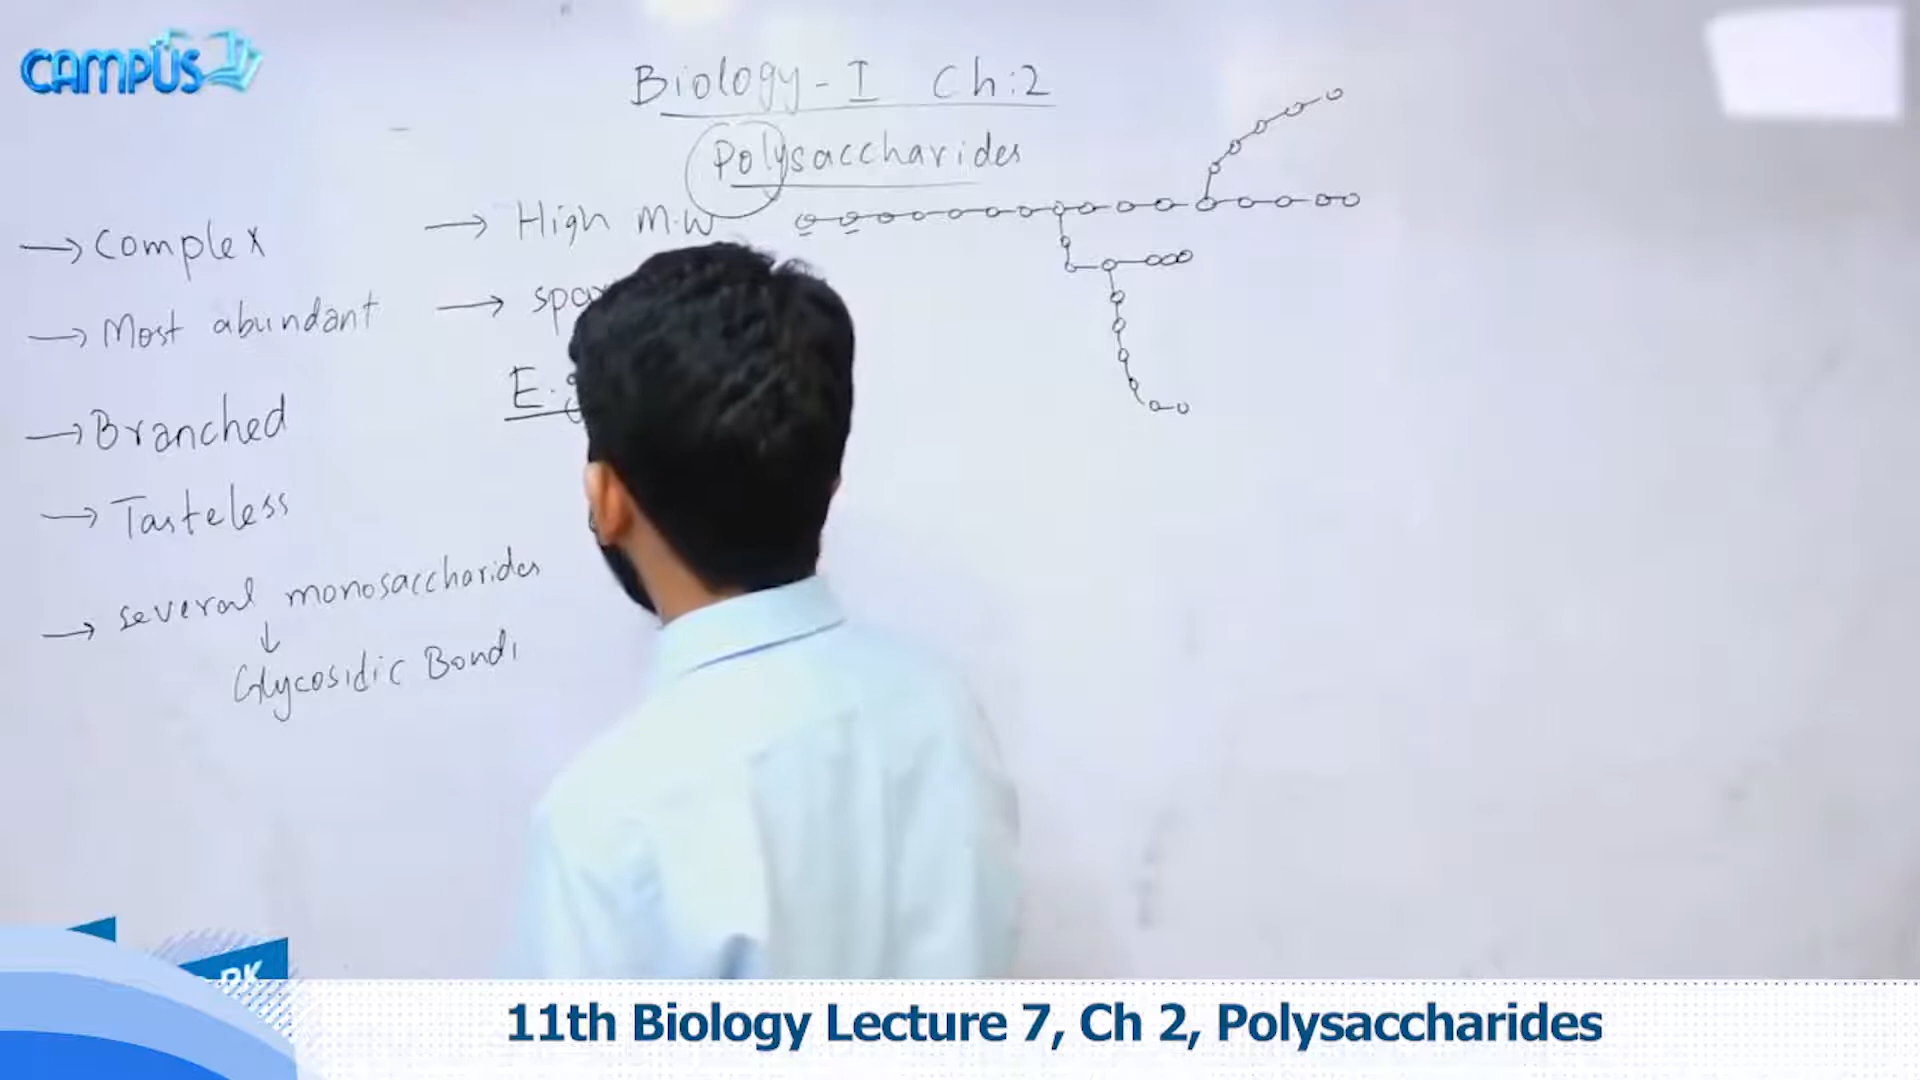 CAMPUS
Biology - I Ch:2
Polysaccharides
→ Complex
→ Most abundant
→ Branched
→ Tasteless
→ Several monosaccharides
↓
Glycosidic Bond
→ High M.W
→
E.g
11th Biology Lecture 7, Ch 2, Polysaccharides